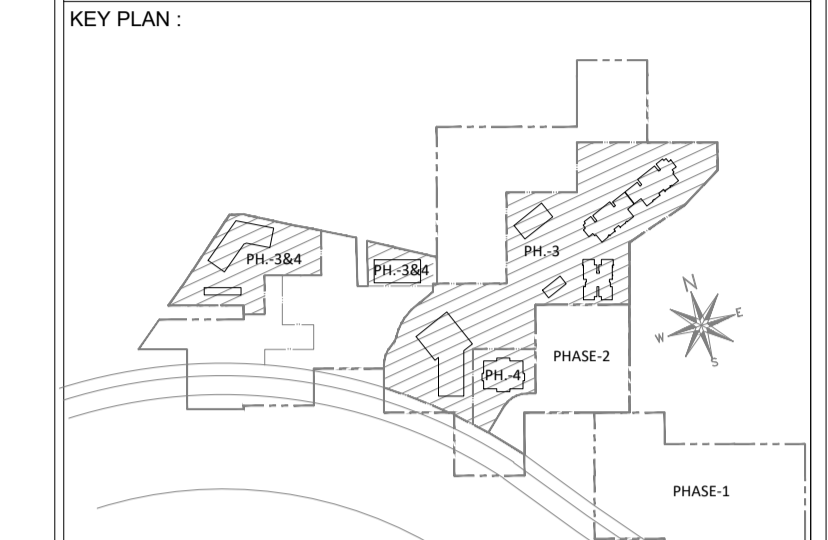 KEY PLAN :
PH.-3
PH.-3&4
PH.-3&4
N
E
W
S
PHASE-2
PH.-4
PHASE-1